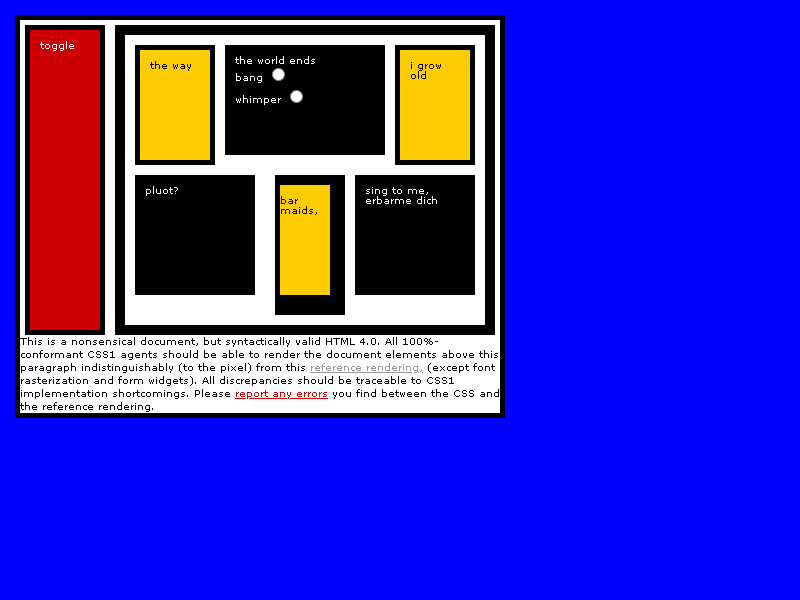 toggle
the way
the world ends
bang
whimper
i grow
old
pluot?
bar
maids,
sing to me,
erbarme dich
This is a nonsensical document, but syntactically valid HTML 4.0. All 100%-
conformant CSS1 agents should be able to render the document elements above this
paragraph indistinguishably (to the pixel) from this reference rendering, (except font
rasterization and form widgets). All discrepancies should be traceable to CSS1
implementation shortcomings. Please report any errors you find between the CSS and
the reference rendering.